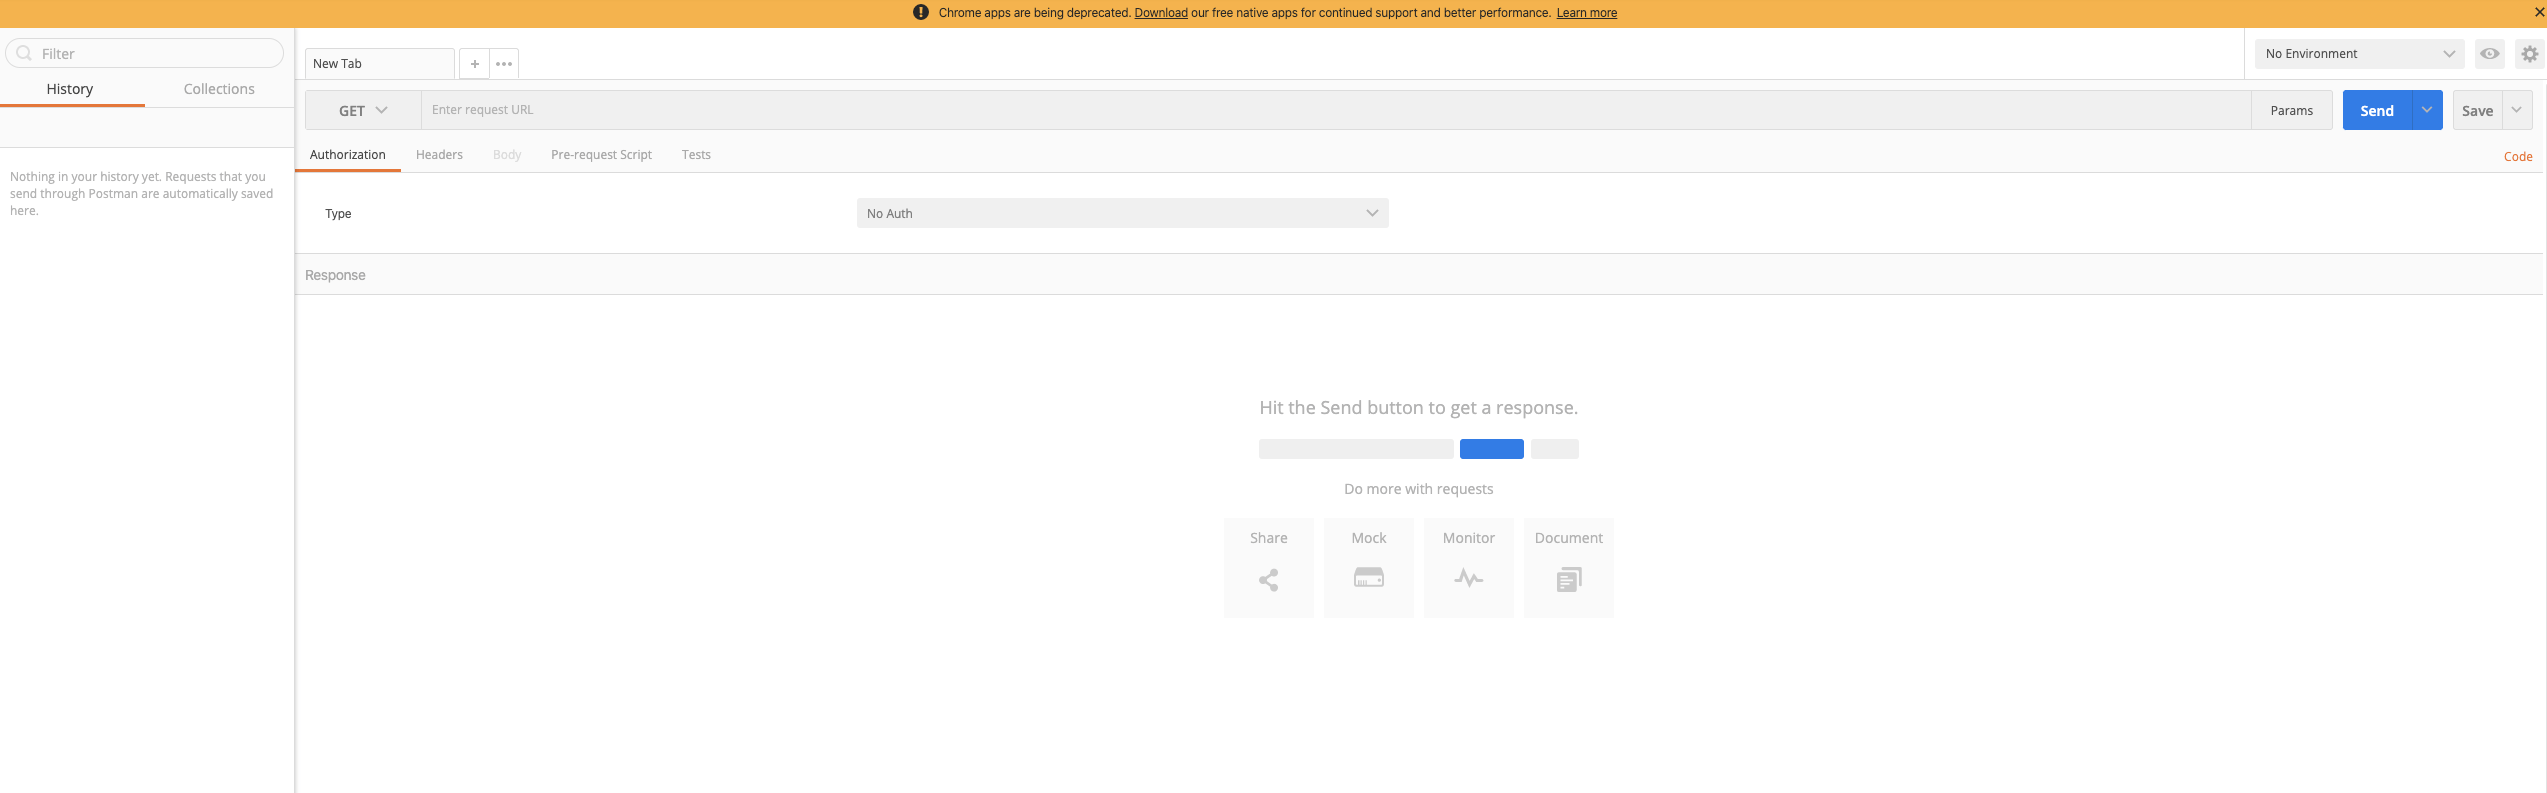 Chrome apps are being deprecated. Download our free native apps for continued support and better performance. Learn more
Filter
History Collections
Nothing in your history yet. Requests that you
send through Postman are automatically saved
here.
New Tab
No Environment
GET Enter request URL Params Send Save
Authorization Headers Body Pre-request Script Tests Code
Type No Auth
Response
Hit the Send button to get a response.
Do more with requests
Share Mock Monitor Document